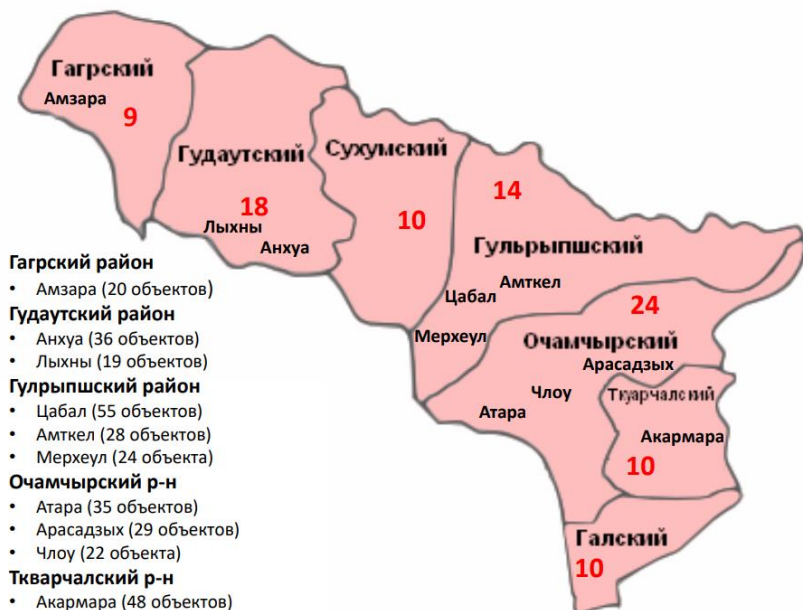 Гагрский
Амзара
9
Гудаутский
18
Лыхны
Анхуа
Сухумский
10
14
Гульрыпшский
Амткел
Цабал
Мерхеул
24
Очамчырский
Арасадзых
Члоу
Атара
Ткуарчалский
Акармара
10
Галский
10
Гагрский район
• Амзара (20 объектов)
Гудаутский район
• Анхуа (36 объектов)
• Лыхны (19 объектов)
Гулрыпшский район
• Цабал (55 объектов)
• Амткел (28 объектов)
• Мерхеул (24 объекта)
Очамчырский р-н
• Атара (35 объектов)
• Арасадзых (29 объектов)
• Члоу (22 объекта)
Ткварчалский р-н
• Акармара (48 объектов)